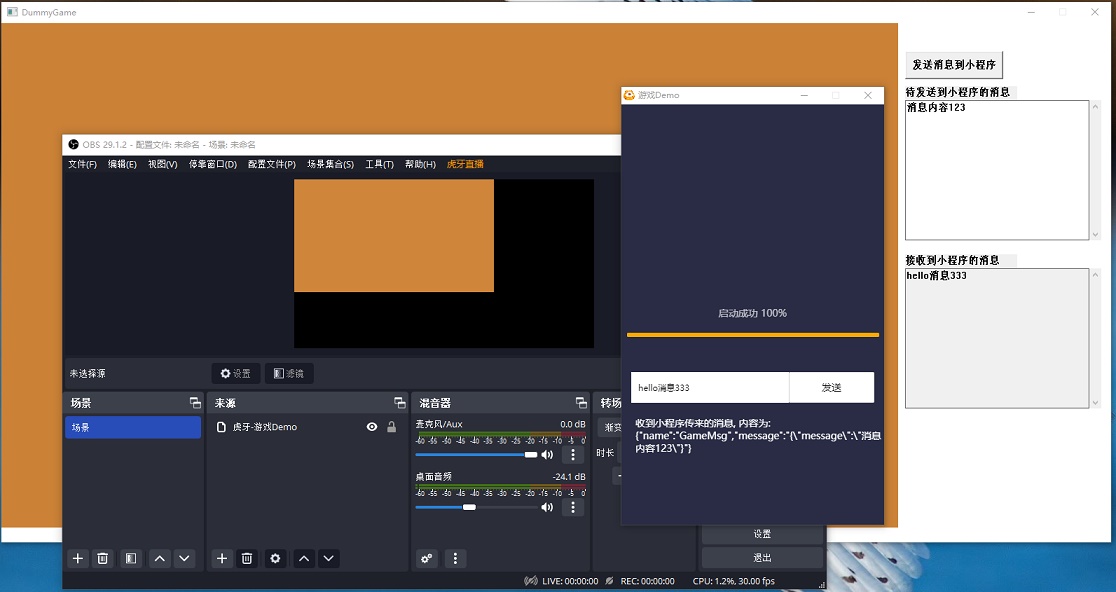 DummyGame
发送消息到小程序
待发送到小程序的消息
消息内容123
接收到小程序的消息
hello消息333
OBS 29.1.2 - 配置文件: 未命名 - 场景: 未命名
文件(F) 编辑(E) 视图(V) 停靠窗口(D) 配置文件(P) 场景集合(S) 工具(T) 帮助(H) 虎牙直播
未选择源
设置
滤镜
场景
场景
来源
虎牙-游戏Demo
混音器
麦克风/Aux 0.0 dB
-60 -55 -50 -45 -40 -35 -30 -25 -20 -15 -10 -5 0
桌面音频 -24.1 dB
-60 -55 -50 -45 -40 -35 -30 -25 -20 -15 -10 -5 0
转场
时长
设置
退出
LIVE: 00:00:00 REC: 00:00:00 CPU: 1.2%, 30.00 fps
游戏Demo
启动成功 100%
hello消息333
发送
收到小程序传来的消息, 内容为:
{"name":"GameMsg","message":"{\"message\":\"消息
内容123\"}"}